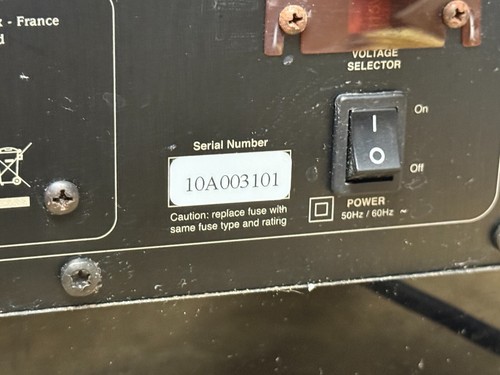 - France
VOLTAGE
SELECTOR
On
I
O
Off
Serial Number
10A003101
Caution: replace fuse with
same fuse type and rating
POWER
50Hz / 60Hz ~